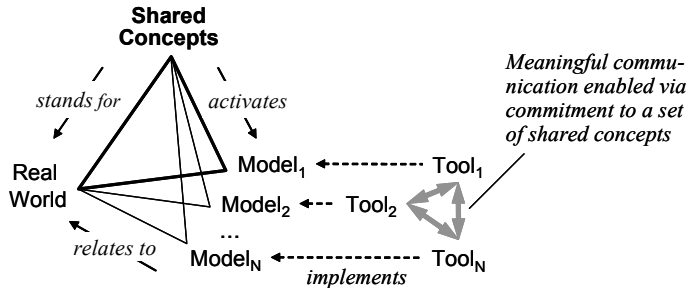 Shared
Concepts
Meaningful commu-
nication enabled via
commitment to a set
of shared concepts
stands for
activates
Real
World
Model1
Tool1
Model2
Tool2
...
relates to
ModelN
ToolN
implements